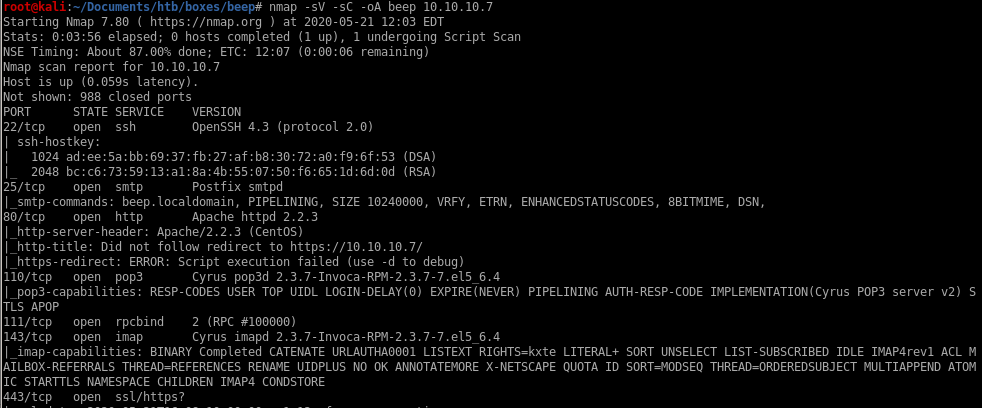 root@kali:~/Documents/htb/boxes/beep# nmap -sV -sC -oA beep 10.10.10.7
Starting Nmap 7.80 ( https://nmap.org ) at 2020-05-21 12:03 EDT
Stats: 0:03:56 elapsed; 0 hosts completed (1 up), 1 undergoing Script Scan
NSE Timing: About 87.00% done; ETC: 12:07 (0:00:06 remaining)
Nmap scan report for 10.10.10.7
Host is up (0.059s latency).
Not shown: 988 closed ports
PORT      STATE SERVICE    VERSION
22/tcp    open  ssh        OpenSSH 4.3 (protocol 2.0)
| ssh-hostkey:
|   1024 ad:ee:5a:bb:69:37:fb:27:af:b8:30:72:a0:f9:6f:53 (DSA)
|_  2048 bc:c6:73:59:13:a1:8a:4b:55:07:50:f6:65:1d:6d:0d (RSA)
25/tcp    open  smtp       Postfix smtpd
|_smtp-commands: beep.localdomain, PIPELINING, SIZE 10240000, VRFY, ETRN, ENHANCEDSTATUSCODES, 8BITMIME, DSN,
80/tcp    open  http       Apache httpd 2.2.3
|_http-server-header: Apache/2.2.3 (CentOS)
|_http-title: Did not follow redirect to https://10.10.10.7/
|_https-redirect: ERROR: Script execution failed (use -d to debug)
110/tcp   open  pop3       Cyrus pop3d 2.3.7-Invoca-RPM-2.3.7-7.el5_6.4
|_pop3-capabilities: RESP-CODES USER TOP UIDL LOGIN-DELAY(0) EXPIRE(NEVER) PIPELINING AUTH-RESP-CODE IMPLEMENTATION(Cyrus POP3 server v2) S
TLS APOP
111/tcp   open  rpcbind    2 (RPC #100000)
143/tcp   open  imap       Cyrus imapd 2.3.7-Invoca-RPM-2.3.7-7.el5_6.4
|_imap-capabilities: BINARY Completed CATENATE URLAUTHA0001 LISTEXT RIGHTS=kxte LITERAL+ SORT UNSELECT LIST-SUBSCRIBED IDLE IMAP4rev1 ACL M
AILBOX-REFERRALS THREAD=REFERENCES RENAME UIDPLUS NO OK ANNOTATEMORE X-NETSCAPE QUOTA ID SORT=MODSEQ THREAD=ORDEREDSUBJECT MULTIAPPEND ATOM
IC STARTTLS NAMESPACE CHILDREN IMAP4 CONDSTORE
443/tcp   open  ssl/https?